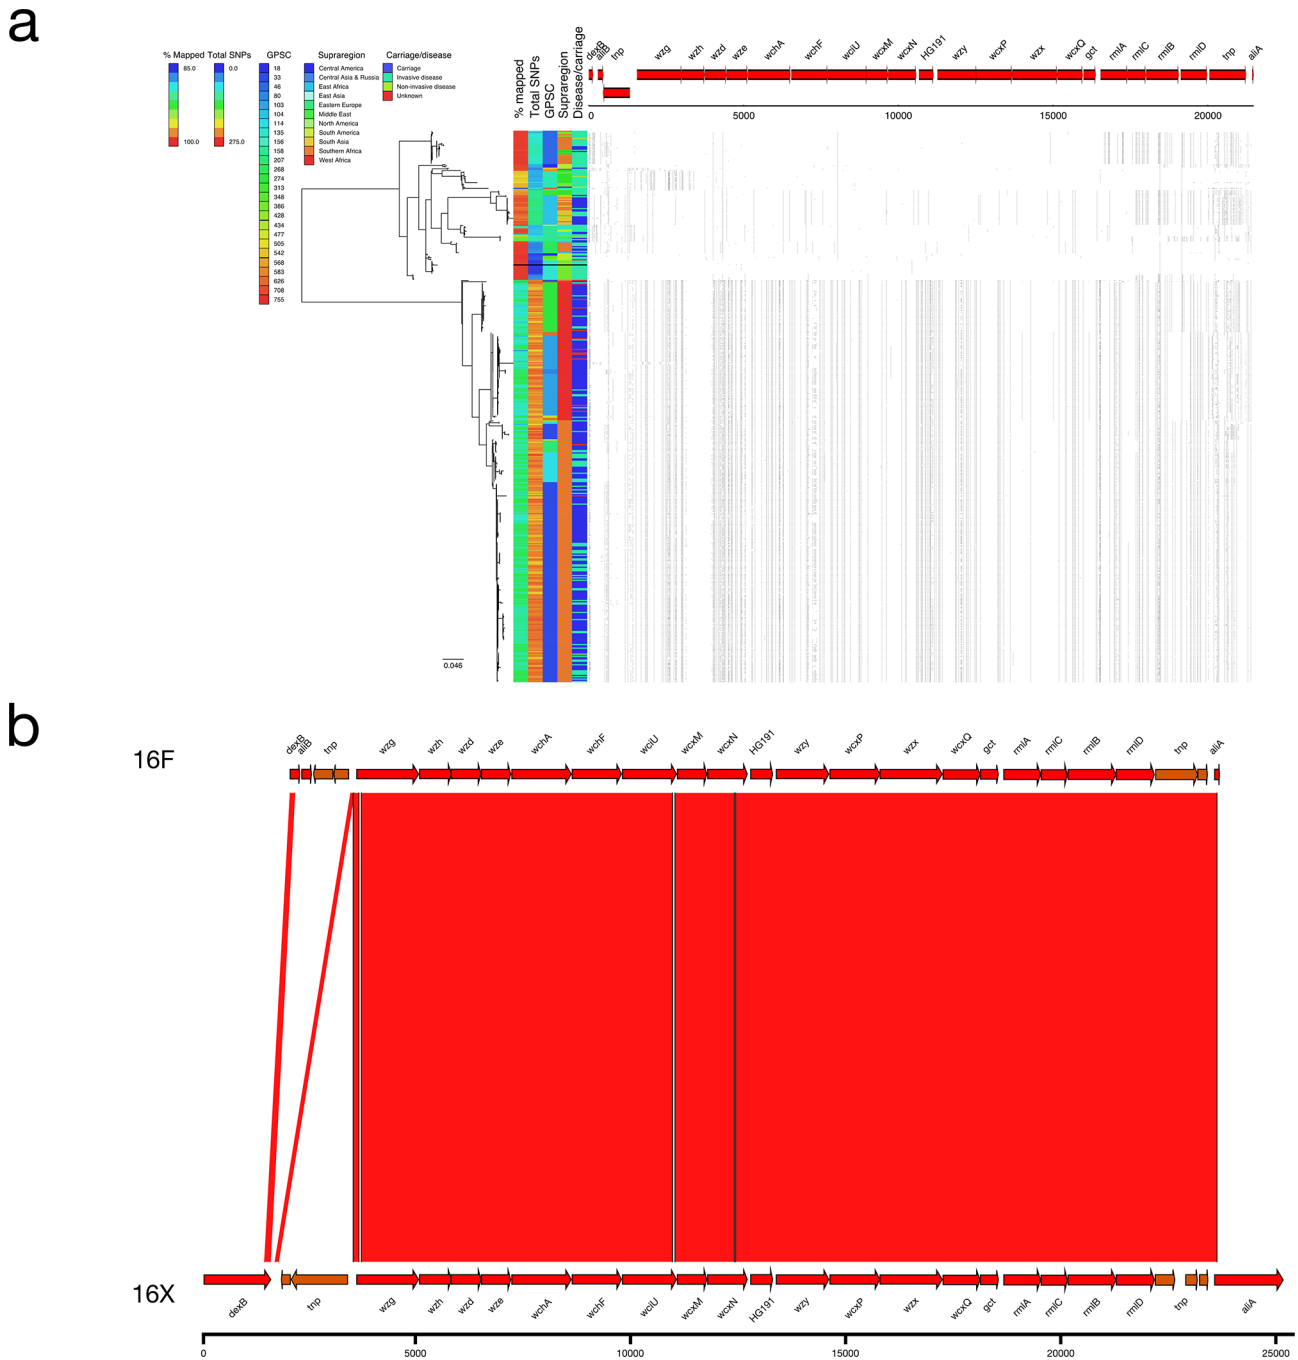 a
% Mapped Total SNPs GPSC Supraregion Carriage/disease
85.0
100.0
0.0
275.0
18
33
46
80
103
104
114
135
156
158
207
268
274
313
348
386
428
434
477
505
542
568
583
626
708
755
Central America
Central Asia & Russia
East Africa
East Asia
Eastern Europe
Middle East
North America
South America
South Asia
Southern Africa
West Africa
Carriage
Invasive disease
Non-invasive disease
Unknown
% mapped
Total SNPs
GPSC
Supraregion
Disease/carriage
dexB aliB tnp wzg wzh wzd wze wchA wchF wciU wcxM wcxN HG191 wzy wcxP wzx wcxQ gct rmlA rmlC rmlB rmlD tnp aliA
0 5000 10000 15000 20000
0.046
b
16F
dexB aliB tnp wzg wzh wzd wze wchA wchF wciU wcxM wcxN HG191 wzy wcxP wzx wcxQ gct rmlA rmlC rmlB rmlD tnp aliA
16X
dexB tnp wzg wzh wzd wze wchA wchF wciU wcxM wcxN HG191 wzy wcxP wzx wcxQ gct rmlA rmlC rmlB rmlD tnp aliA
0 5000 10000 15000 20000 25000